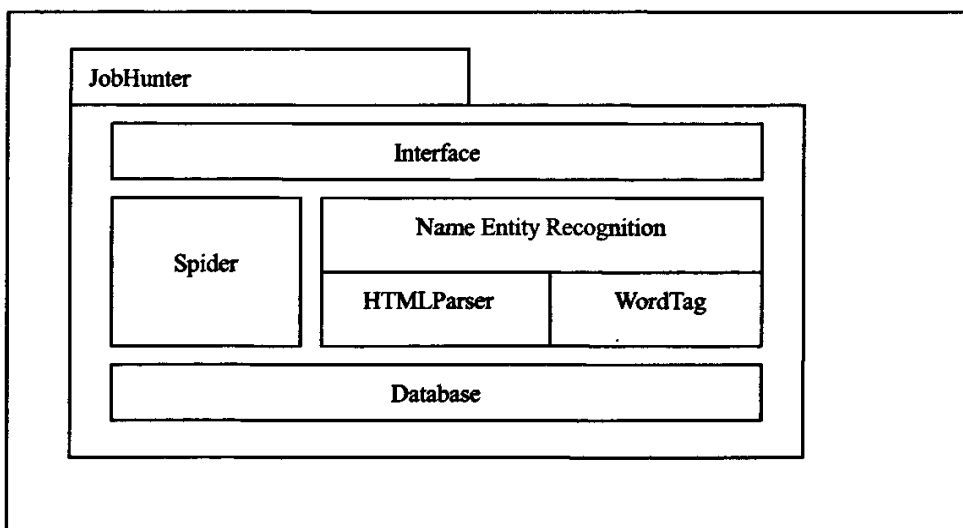 JobHunter
Interface
Spider
Name Entity Recognition
HTMLParser
WordTag
Database